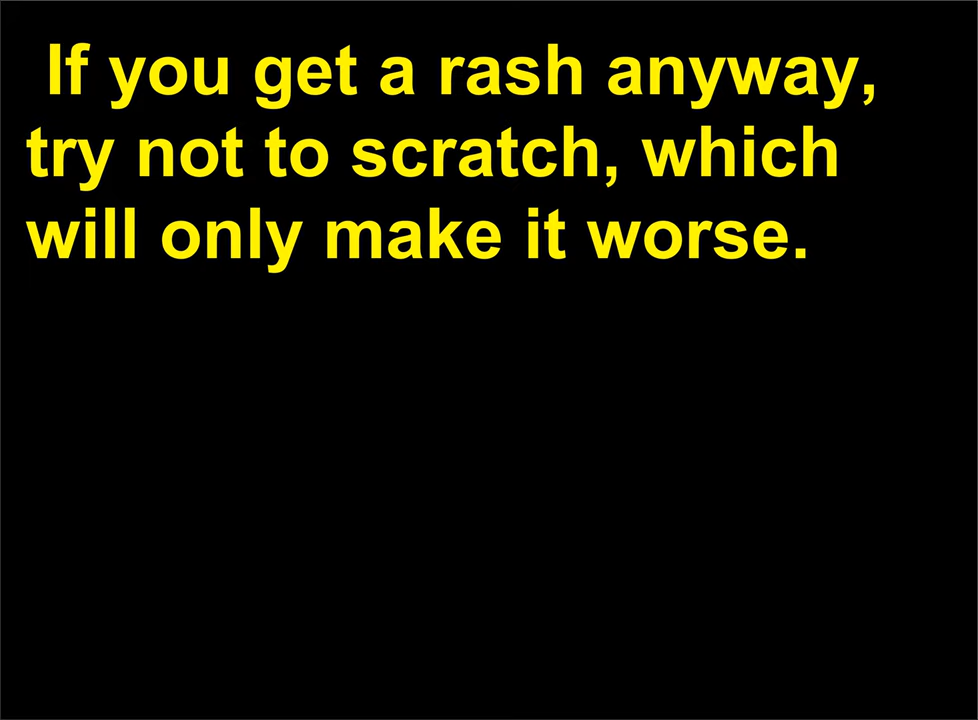 If you get a rash anyway,
try not to scratch, which
will only make it worse.